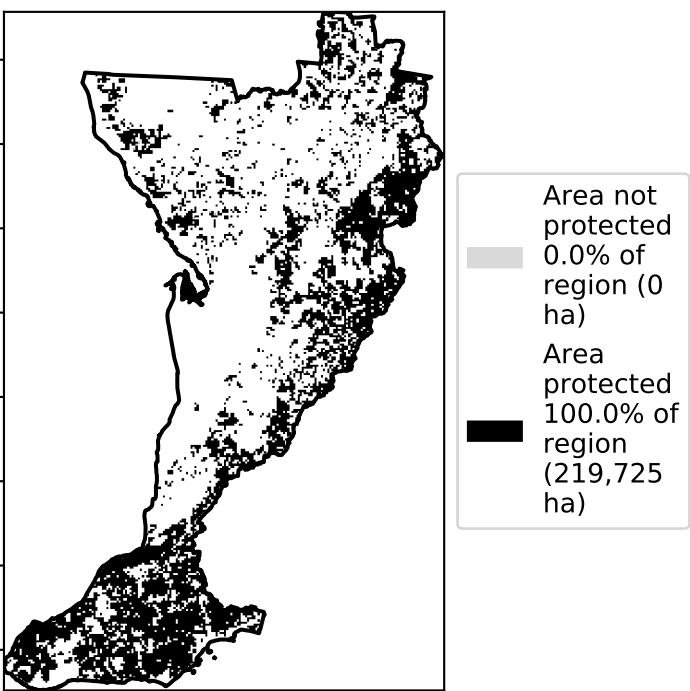 Area not
protected
0.0% of
region (0
ha)
Area
protected
100.0% of
region
(219,725
ha)